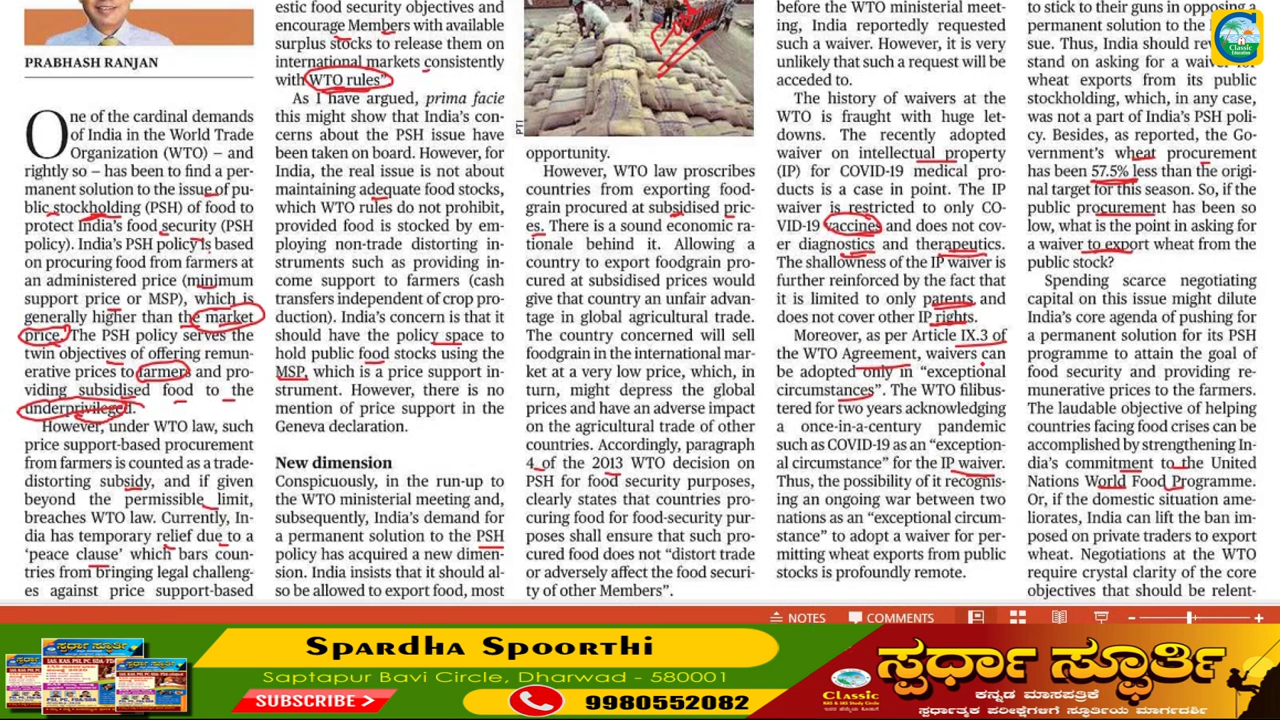 PRABHASH RANJAN
One of the cardinal demands
of India in the World Trade
Organization (WTO) – and
rightly so – has been to find a per-
manent solution to the issue of pu-
blic stockholding (PSH) of food to
protect India's food security (PSH
policy). India's PSH policy is based
on procuring food from farmers at
an administered price (minimum
support price or MSP), which is
generally higher than the market
price. The PSH policy serves the
twin objectives of offering remun-
erative prices to farmers and pro-
viding subsidised food to the
underprivileged.
However, under WTO law, such
price support-based procurement
from farmers is counted as a trade-
distorting subsidy, and if given
beyond the permissible limit,
breaches WTO law. Currently, In-
dia has temporary relief due to a
'peace clause' which bars coun-
tries from bringing legal challeng-
es against price support-based
estic food security objectives and
encourage Members with available
surplus stocks to release them on
international markets consistently
with WTO rules"
As I have argued, prima facie
this might show that India's con-
cerns about the PSH issue have
been taken on board. However, for
India, the real issue is not about
maintaining adequate food stocks,
which WTO rules do not prohibit,
provided food is stocked by em-
ploying non-trade distorting in-
struments such as providing in-
come support to farmers (cash
transfers independent of crop pro-
duction). India's concern is that it
should have the policy space to
hold public food stocks using the
MSP, which is a price support in-
strument. However, there is no
mention of price support in the
Geneva declaration.
New dimension
Conspicuously, in the run-up to
the WTO ministerial meeting and,
subsequently, India's demand for
a permanent solution to the PSH
policy has acquired a new dimen-
sion. India insists that it should al-
so be allowed to export food, most
PTI
opportunity.
However, WTO law proscribes
countries from exporting food-
grain procured at subsidised pric-
es. There is a sound economic ra-
tionale behind it. Allowing a
country to export foodgrain pro-
cured at subsidised prices would
give that country an unfair advan-
tage in global agricultural trade.
The country concerned will sell
foodgrain in the international mar-
ket at a very low price, which, in
turn, might depress the global
prices and have an adverse impact
on the agricultural trade of other
countries. Accordingly, paragraph
4 of the 2013 WTO decision on
PSH for food security purposes,
clearly states that countries pro-
curing food for food-security pur-
poses shall ensure that such pro-
cured food does not "distort trade
or adversely affect the food securi-
ty of other Members".
before the WTO ministerial meet-
ing, India reportedly requested
such a waiver. However, it is very
unlikely that such a request will be
acceded to.
The history of waivers at the
WTO is fraught with huge let-
downs. The recently adopted
waiver on intellectual property
(IP) for COVID-19 medical pro-
ducts is a case in point. The IP
waiver is restricted to only CO-
VID-19 vaccines and does not cov-
er diagnostics and therapeutics.
The shallowness of the IP waiver is
further reinforced by the fact that
it is limited to only patents and
does not cover other IP rights.
Moreover, as per Article IX.3 of
the WTO Agreement, waivers can
be adopted only in "exceptional
circumstances". The WTO filibus-
tered for two years acknowledging
a once-in-a-century pandemic
such as COVID-19 as an "exception-
al circumstance" for the IP waiver.
Thus, the possibility of it recognis-
ing an ongoing war between two
nations as an "exceptional circum-
stance" to adopt a waiver for per-
mitting wheat exports from public
stocks is profoundly remote.
to stick to their guns in opposing a
permanent solution to the
sue. Thus, India should
stand on asking for a
wheat exports from its public
stockholding, which, in any case,
was not a part of India's PSH poli-
cy. Besides, as reported, the Go-
vernment's wheat procurement
has been 57.5% less than the origi-
nal target for this season. So, if the
public procurement has been so
low, what is the point in asking for
a waiver to export wheat from the
public stock?
Spending scarce negotiating
capital on this issue might dilute
India's core agenda of pushing for
a permanent solution for its PSH
programme to attain the goal of
food security and providing re-
munerative prices to the farmers.
The laudable objective of helping
countries facing food crises can be
accomplished by strengthening In-
dia's commitment to the United
Nations World Food Programme.
Or, if the domestic situation ame-
liorates, India can lift the ban im-
posed on private traders to export
wheat. Negotiations at the WTO
require crystal clarity of the core
objectives that should be relent-
Classic
NOTES
COMMENTS
Spardha Spoorthi
Saptapur Bavi Circle, Dharwad - 580001
SUBSCRIBE
9980552082
Classic
ಸ್ಪರ್ಧಾ ಸ್ಫೂರ್ತಿ
ಕನ್ನಡ ಮಾಸಪತ್ರಿಕೆ
ಸ್ಪರ್ಧಾತ್ಮಕ ಪರೀಕ್ಷೆಗಳಿಗೆ ಸ್ಫೂರ್ತಿಯ ಮಾರ್ಗದರ್ಶಿ